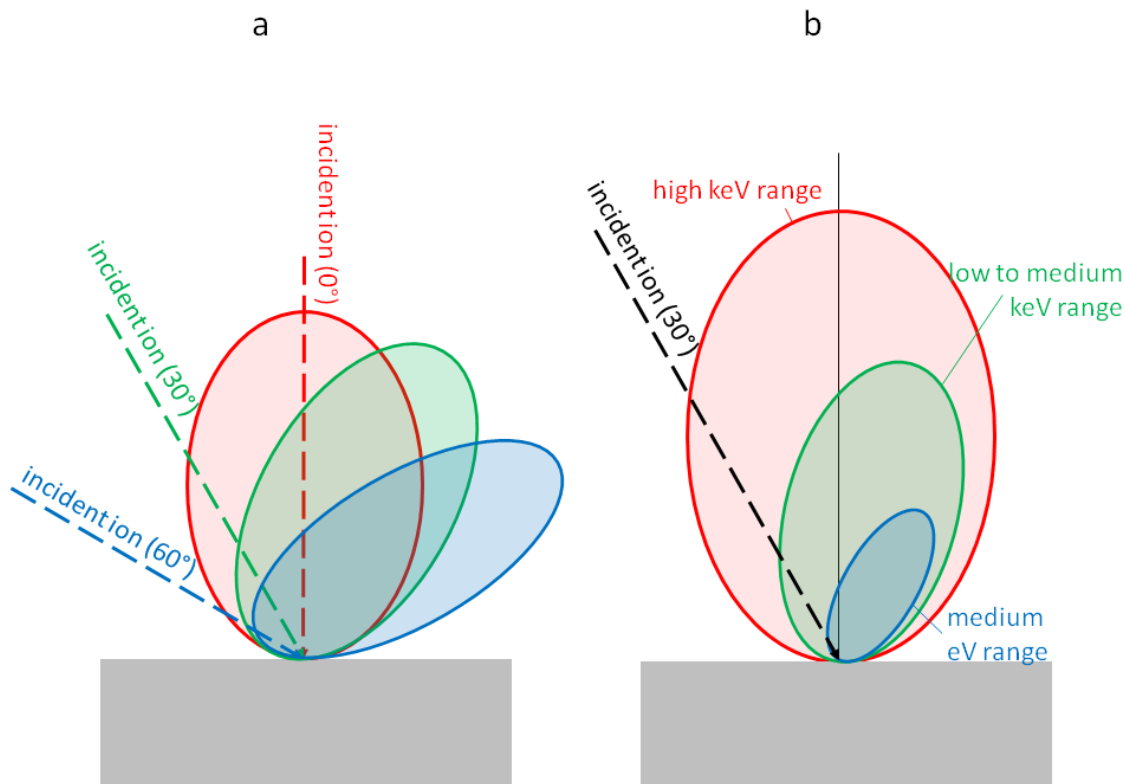 a
incidention (0°)
incidention (30°)
incidention (60°)
b
high keV range
incidention (30°)
low to medium
keV range
medium
eV range